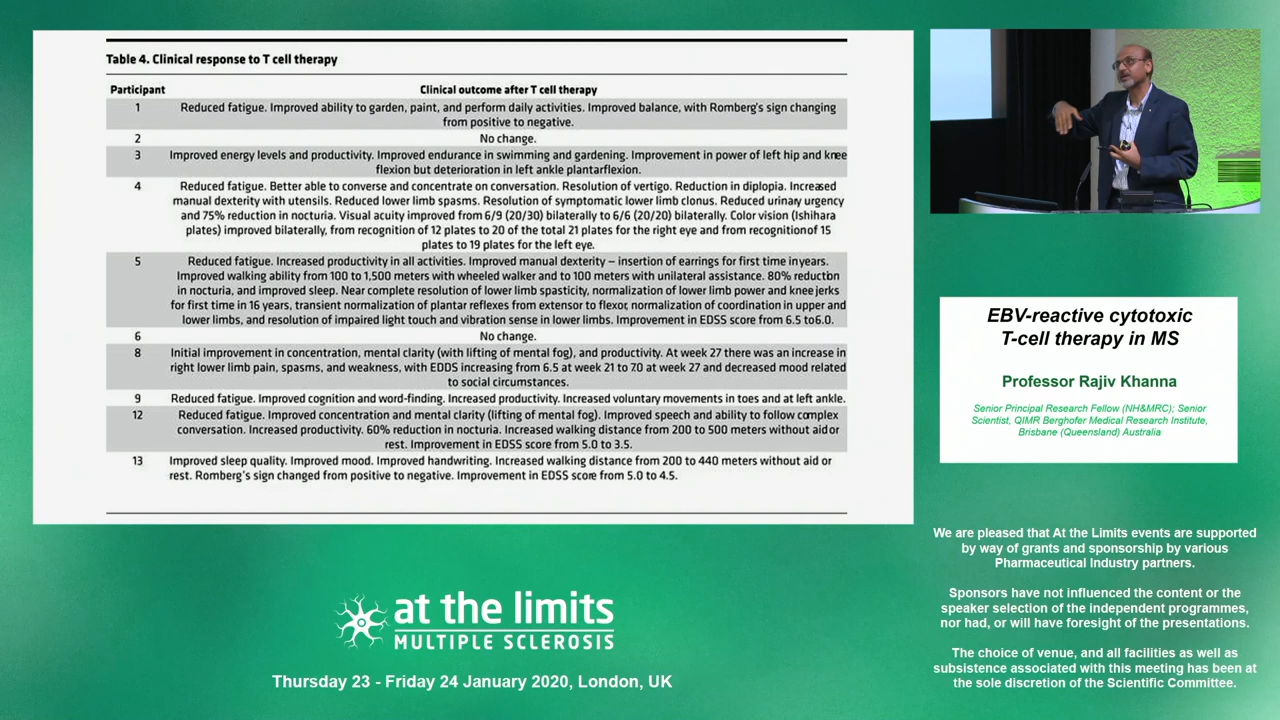 Table 4. Clinical response to T cell therapy
Participant Clinical outcome after T cell therapy
1 Reduced fatigue. Improved ability to garden, paint, and perform daily activities. Improved balance, with Romberg's sign changing
from positive to negative.
2 No change.
3 Improved energy levels and productivity. Improved endurance in swimming and gardening. Improvement in power of left hip and knee
flexion but deterioration in left ankle plantarflexion.
4 Reduced fatigue. Better able to converse and concentrate on conversation. Resolution of vertigo. Reduction in diplopia. Increased
manual dexterity with utensils. Reduced lower limb spasms. Resolution of symptomatic lower limb clonus. Reduced urinary urgency
and 75% reduction in nocturia. Visual acuity improved from 6/9 (20/30) bilaterally to 6/6 (20/20) bilaterally. Color vision (Ishihara
plates) improved bilaterally, from recognition of 12 plates to 20 of the total 21 plates for the right eye and from recognition of 15
plates to 19 plates for the left eye.
5 Reduced fatigue. Increased productivity in all activities. Improved manual dexterity – insertion of earrings for first time in years.
Improved walking ability from 100 to 1,500 meters with wheeled walker and to 100 meters with unilateral assistance. 80% reduction
in nocturia, and improved sleep. Near complete resolution of lower limb spasticity, normalization of lower limb power and knee jerks
for first time in 16 years, transient normalization of plantar reflexes from extensor to flexor, normalization of coordination in upper and
lower limbs, and resolution of impaired light touch and vibration sense in lower limbs. Improvement in EDSS score from 6.5 to 6.0.
6 No change.
8 Initial improvement in concentration, mental clarity (with lifting of mental fog), and productivity. At week 27 there was an increase in
right lower limb pain, spasms, and weakness, with EDDS increasing from 6.5 at week 21 to 7.0 at week 27 and decreased mood related
to social circumstances.
9 Reduced fatigue. Improved cognition and word-finding. Increased productivity. Increased voluntary movements in toes and at left ankle.
12 Reduced fatigue. Improved concentration and mental clarity (lifting of mental fog). Improved speech and ability to follow complex
conversation. Increased productivity. 60% reduction in nocturia. Increased walking distance from 200 to 500 meters without aid or
rest. Improvement in EDSS score from 5.0 to 3.5.
13 Improved sleep quality. Improved mood. Improved handwriting. Increased walking distance from 200 to 440 meters without aid or
rest. Romberg's sign changed from positive to negative. Improvement in EDSS score from 5.0 to 4.5.
EBV-reactive cytotoxic
T-cell therapy in MS
Professor Rajiv Khanna
Senior Principal Research Fellow (NH&MRC); Senior
Scientist, QIMR Berghofer Medical Research Institute,
Brisbane (Queensland) Australia
We are pleased that At the Limits events are supported
by way of grants and sponsorship by various
Pharmaceutical Industry partners.
Sponsors have not influenced the content or the
speaker selection of the independent programmes,
nor had, or will have foresight of the presentations.
The choice of venue, and all facilities as well as
subsistence associated with this meeting has been at
the sole discretion of the Scientific Committee.
at the limits
MULTIPLE SCLEROSIS
Thursday 23 - Friday 24 January 2020, London, UK